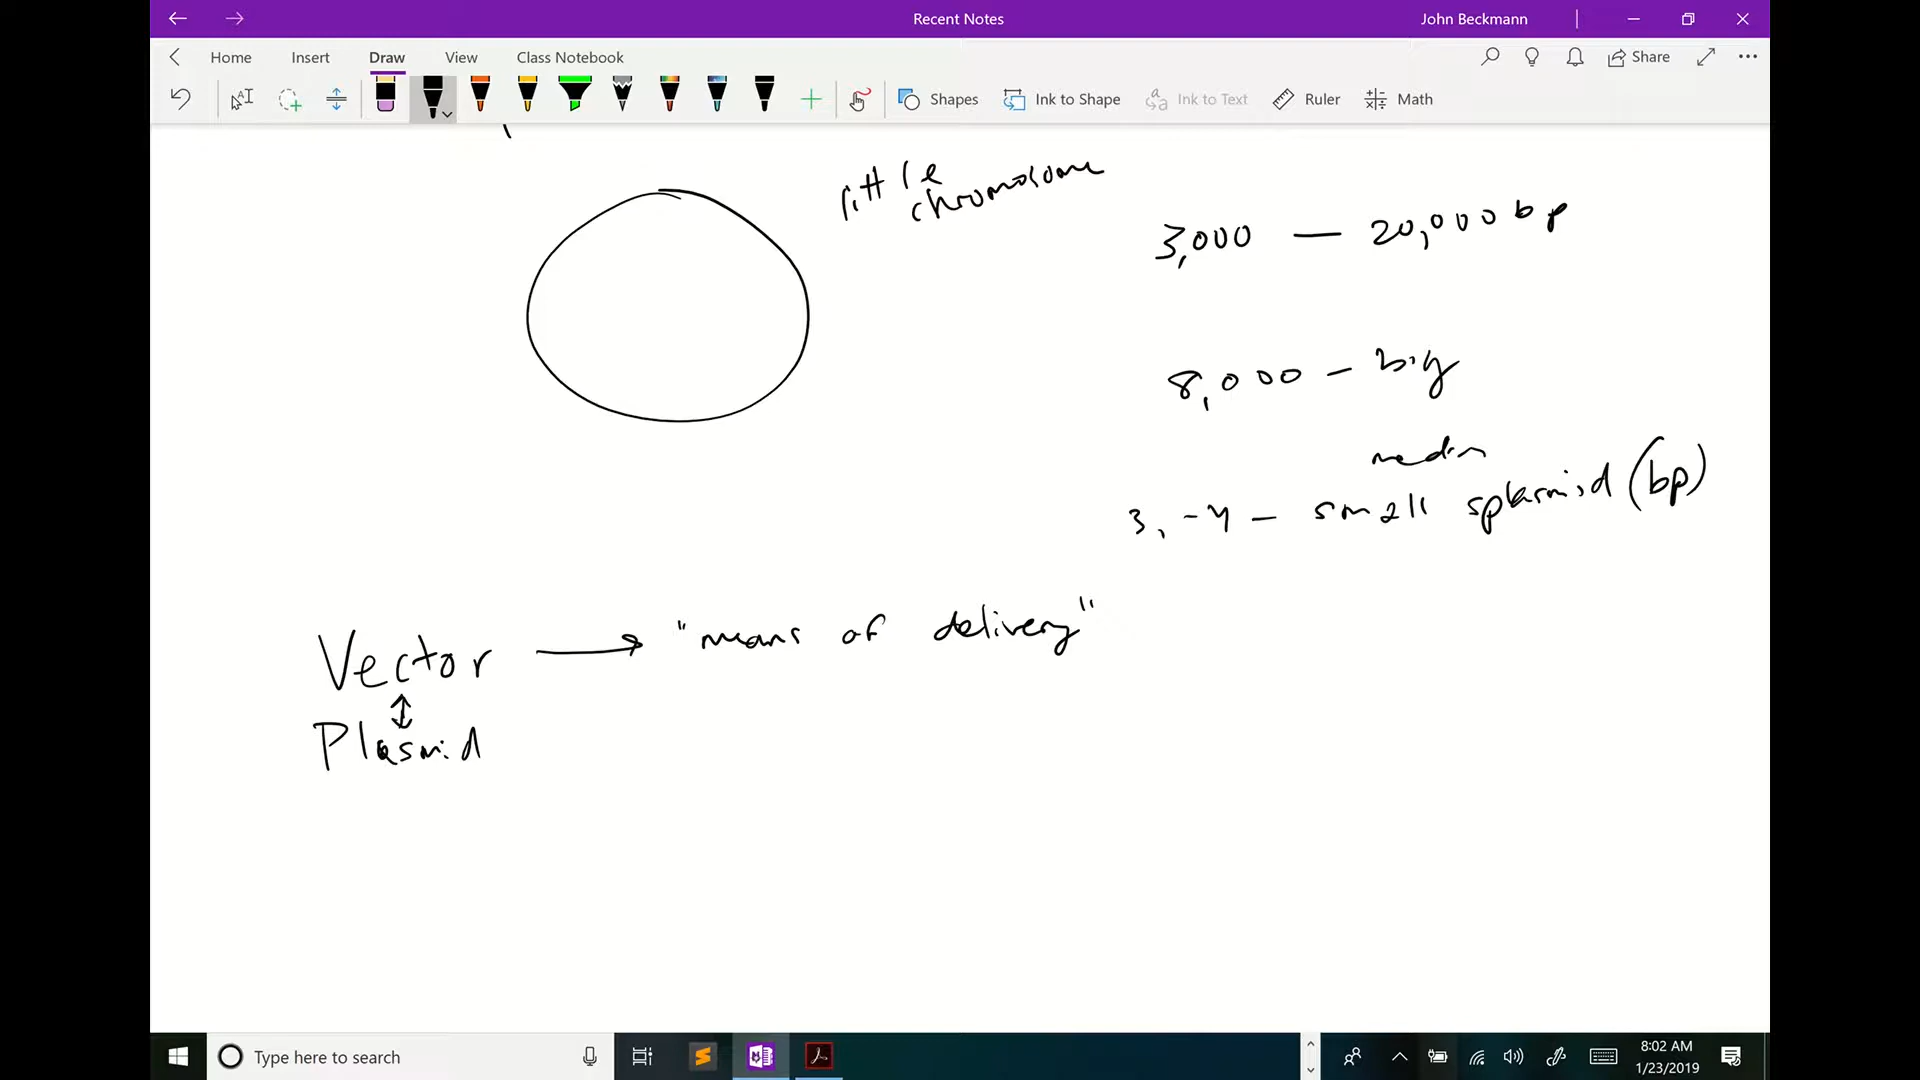 Recent Notes
John Beckmann
Home Insert Draw View Class Notebook
Share
Shapes Ink to Shape Ink to Text Ruler Math
little chromosome
3,000 — 20,000 bp
8,000 – big
3, -4 – small splasmid (bp)
Vector → "means of delivery"
Plasmid
Type here to search
8:02 AM
1/23/2019